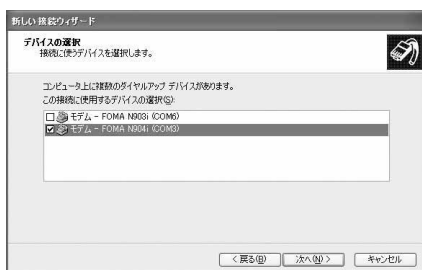 新しい接続ウィザード
デバイスの選択
接続に使うデバイスを選択します。
コンピュータ上に複数のダイヤルアップ デバイスがあります。
この接続に使用するデバイスの選択(S):
モデム - FOMA N903i (COM6)
モデム - FOMA N904i (COM3)
< 戻る(B)
次へ(N) >
キャンセル